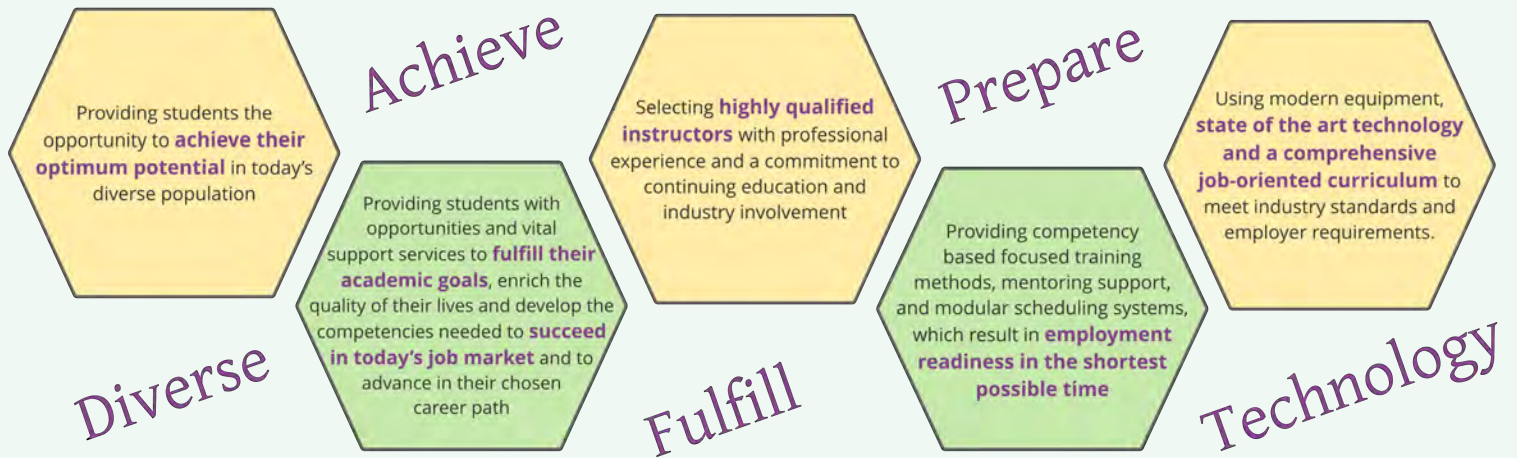 Providing students the
opportunity to achieve their
optimum potential in today's
diverse population
Diverse
Achieve
Providing students with
opportunities and vital
support services to fulfill their
academic goals, enrich the
quality of their lives and develop the
competencies needed to succeed
in today's job market and to
advance in their chosen
career path
Selecting highly qualified
instructors with professional
experience and a commitment to
continuing education and
industry involvement
Fulfill
Prepare
Providing competency
based focused training
methods, mentoring support,
and modular scheduling systems,
which result in employment
readiness in the shortest
possible time
Using modern equipment,
state of the art technology
and a comprehensive
job-oriented curriculum to
meet industry standards and
employer requirements.
Technology